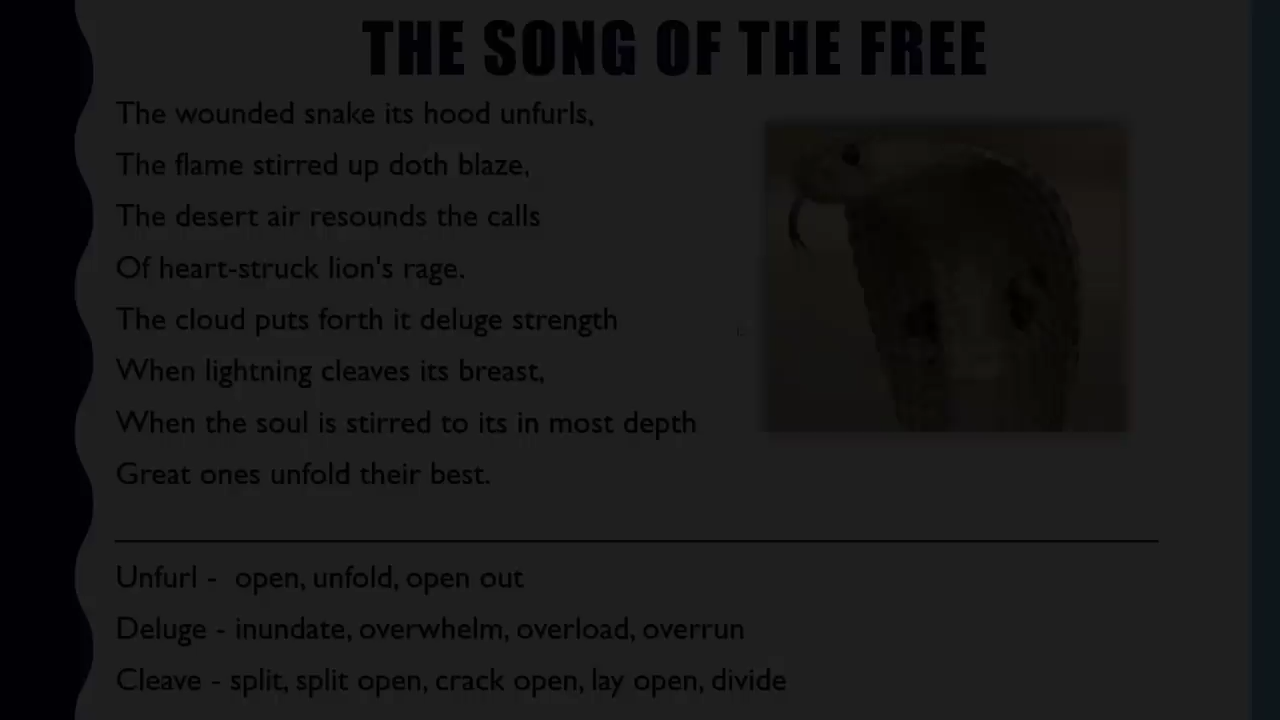 THE SONG OF THE FREE
The wounded snake its hood unfurls,
The flame stirred up doth blaze,
The desert air resounds the calls
Of heart-struck lion's rage.
The cloud puts forth it deluge strength
When lightning cleaves its breast,
When the soul is stirred to its in most depth
Great ones unfold their best.
Unfurl - open, unfold, open out
Deluge - inundate, overwhelm, overload, overrun
Cleave - split, split open, crack open, lay open, divide